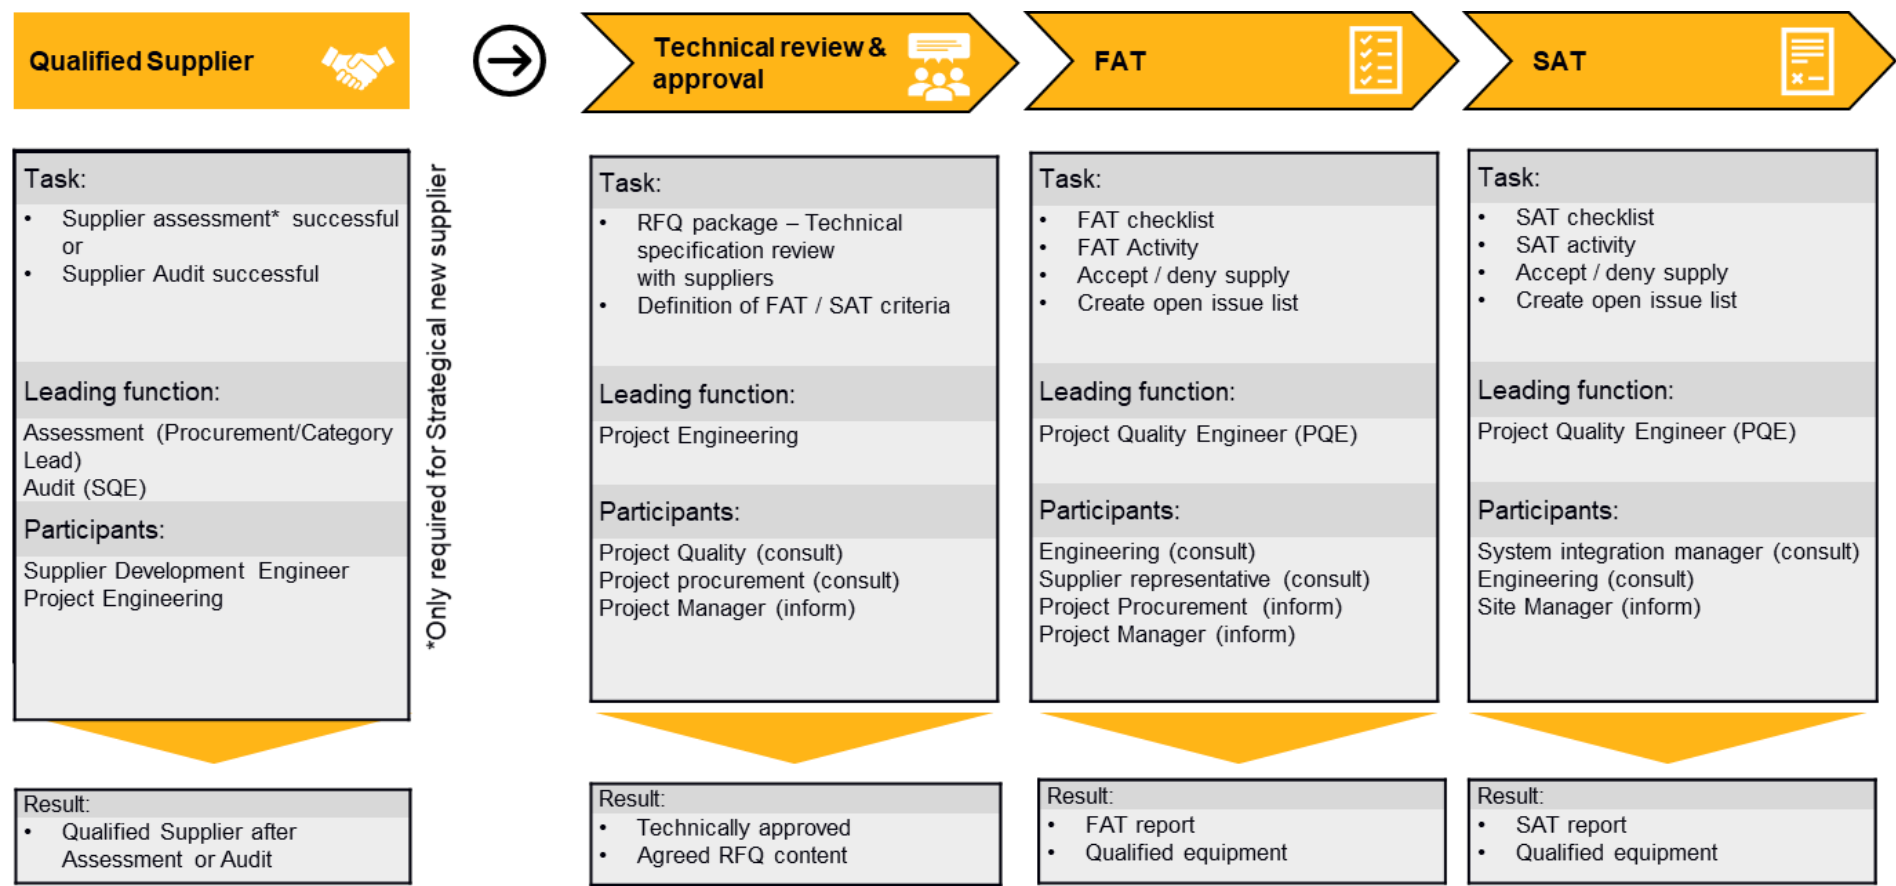 Qualified Supplier
Technical review &
approval
FAT
SAT
Task:
• Supplier assessment* successful
or
• Supplier Audit successful
Leading function:
Assessment (Procurement/Category
Lead)
Audit (SQE)
Participants:
Supplier Development Engineer
Project Engineering
Result:
• Qualified Supplier after
Assessment or Audit
*Only required for Strategical new supplier
Task:
• RFQ package – Technical
specification review
with suppliers
• Definition of FAT / SAT criteria
Leading function:
Project Engineering
Participants:
Project Quality (consult)
Project procurement (consult)
Project Manager (inform)
Result:
• Technically approved
• Agreed RFQ content
Task:
• FAT checklist
• FAT Activity
• Accept / deny supply
• Create open issue list
Leading function:
Project Quality Engineer (PQE)
Participants:
Engineering (consult)
Supplier representative (consult)
Project Procurement (inform)
Project Manager (inform)
Result:
• FAT report
• Qualified equipment
Task:
• SAT checklist
• SAT activity
• Accept / deny supply
• Create open issue list
Leading function:
Project Quality Engineer (PQE)
Participants:
System integration manager (consult)
Engineering (consult)
Site Manager (inform)
Result:
• SAT report
• Qualified equipment